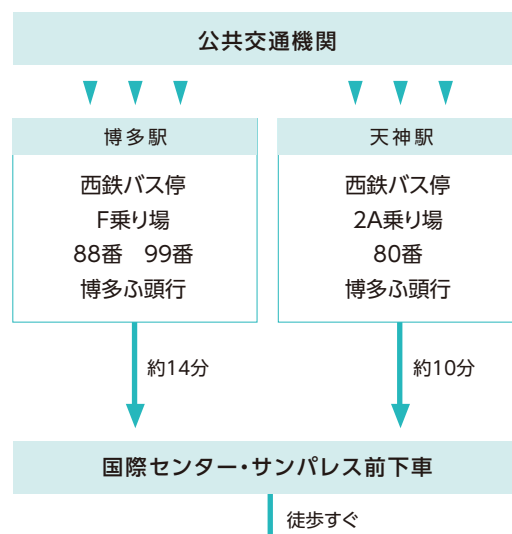 公共交通機関
博多駅
西鉄バス停
F乗り場
88番　99番
博多ふ頭行
天神駅
西鉄バス停
2A乗り場
80番
博多ふ頭行
約14分
約10分
国際センター・サンパレス前下車
徒歩すぐ